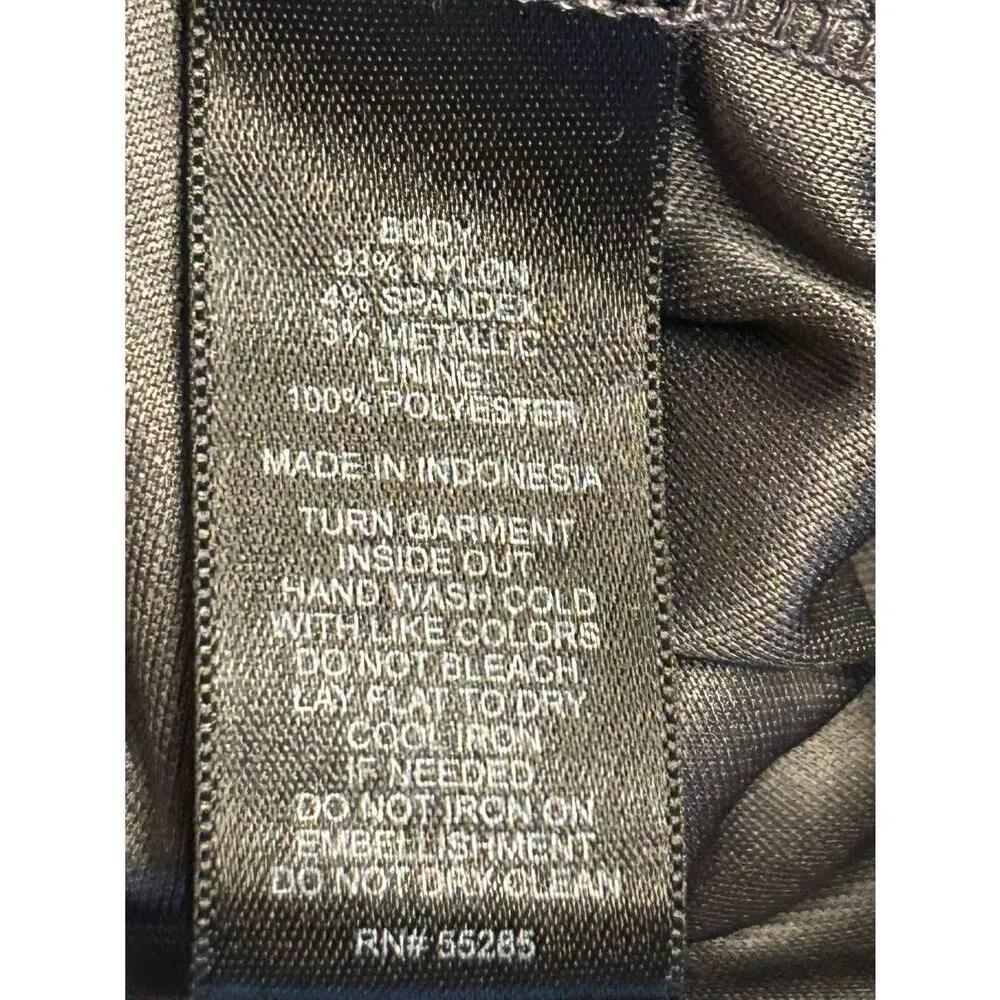 BODY:
93% NYLON
4% SPANDEX
3% METALLIC
LINING:
100% POLYESTER
MADE IN INDONESIA
TURN GARMENT
INSIDE OUT
HAND WASH COLD
WITH LIKE COLORS
DO NOT BLEACH
LAY FLAT TO DRY
COOL IRON
IF NEEDED
DO NOT IRON ON
EMBELLISHMENT
DO NOT DRY CLEAN
RN# 55285